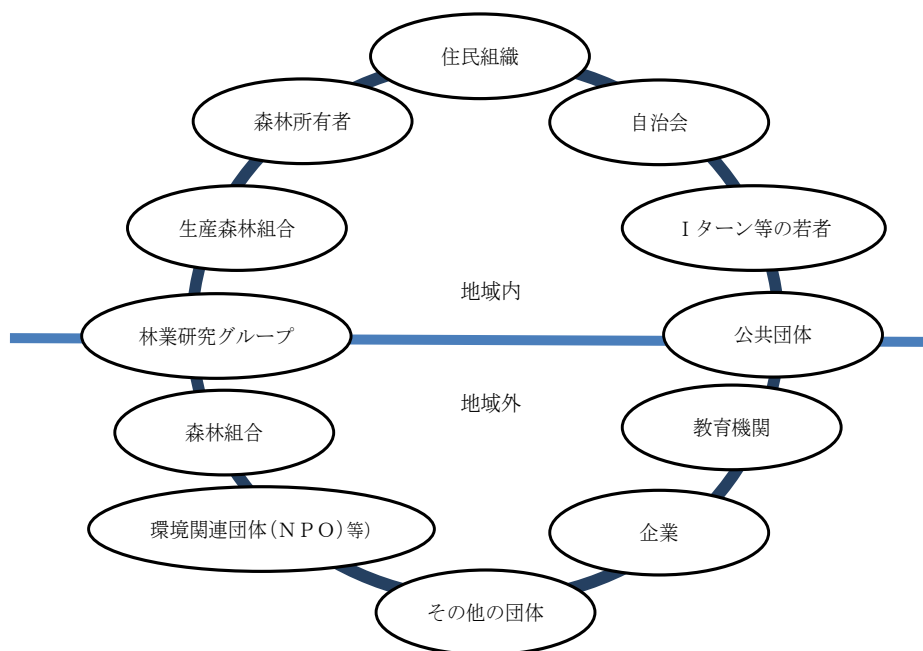 住民組織
森林所有者
自治会
生産森林組合
Ｉターン等の若者
地域内
林業研究グループ
公共団体
地域外
森林組合
教育機関
環境関連団体（ＮＰＯ）等）
企業
その他の団体